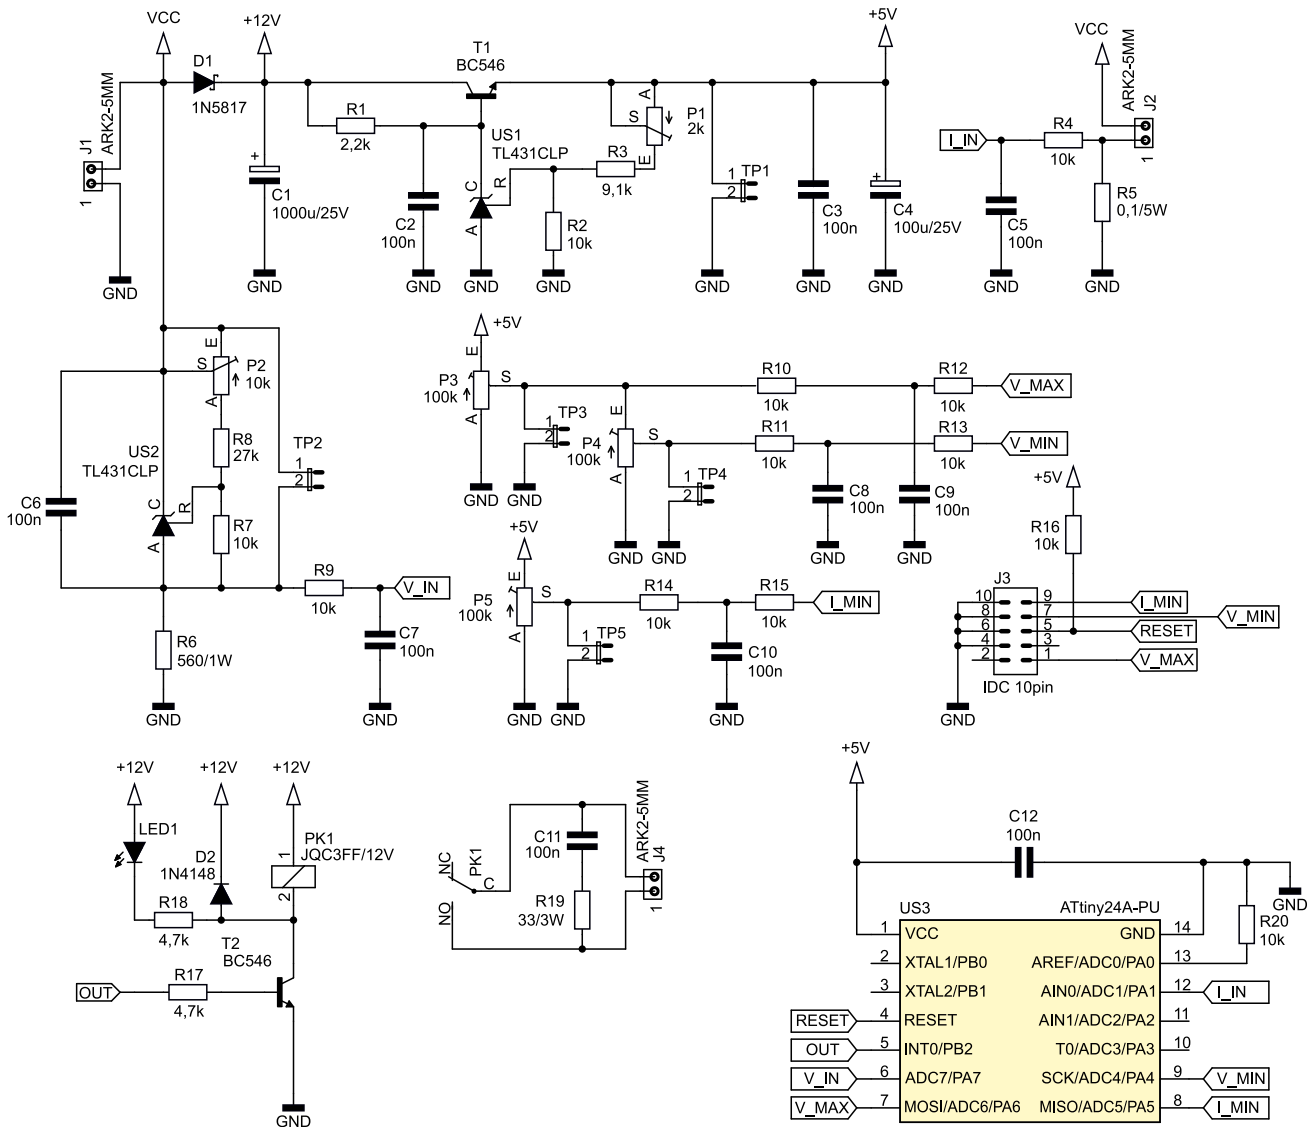 VCC
+12V
+5V
VCC
D1
1N5817
T1
BC546
J1
ARK2-5MM
1
R1
2,2k
+
C1
1000u/25V
C2
100n
US1
TL431CLP
C
R
A
R3
9,1k
A
S
E
P1
2k
R2
10k
TP1
1
2
C3
100n
+
C4
100u/25V
I_IN
R4
10k
ARK2-5MM
J2
1
R5
0,1/5W
C5
100n
GND
GND
GND
GND
GND
GND
GND
GND
GND
GND
E
S
A
P2
10k
R8
27k
US2
TL431CLP
C
R
A
R7
10k
TP2
1
2
C6
100n
R9
10k
V_IN
R6
560/1W
C7
100n
GND
GND
+5V
E
S
A
P3
100k
TP3
1
2
E
S
A
P4
100k
TP4
1
2
R10
10k
R12
10k
V_MAX
R11
10k
R13
10k
V_MIN
C8
100n
C9
100n
GND
GND
GND
GND
GND
GND
+5V
E
S
A
P5
100k
TP5
1
2
R14
10k
R15
10k
I_MIN
C10
100n
GND
GND
GND
+5V
R16
10k
J3
10
8
6
4
2
9
7
5
3
1
IDC 10pin
I_MIN
V_MIN
RESET
V_MAX
GND
+12V
+12V
+12V
LED1
D2
1N4148
PK1
JQC3FF/12V
1
2
R18
4,7k
T2
BC546
OUT
R17
4,7k
GND
NC
NO
PK1
C
C11
100n
R19
33/3W
ARK2-5MM
J4
1
+5V
C12
100n
GND
R20
10k
US3
ATtiny24A-PU
1
VCC
GND
14
2
XTAL1/PB0
AREF/ADC0/PA0
13
3
XTAL2/PB1
AIN0/ADC1/PA1
12
I_IN
RESET
4
RESET
AIN1/ADC2/PA2
11
OUT
5
INT0/PB2
T0/ADC3/PA3
10
V_IN
6
ADC7/PA7
SCK/ADC4/PA4
9
V_MIN
V_MAX
7
MOSI/ADC6/PA6
MISO/ADC5/PA5
8
I_MIN